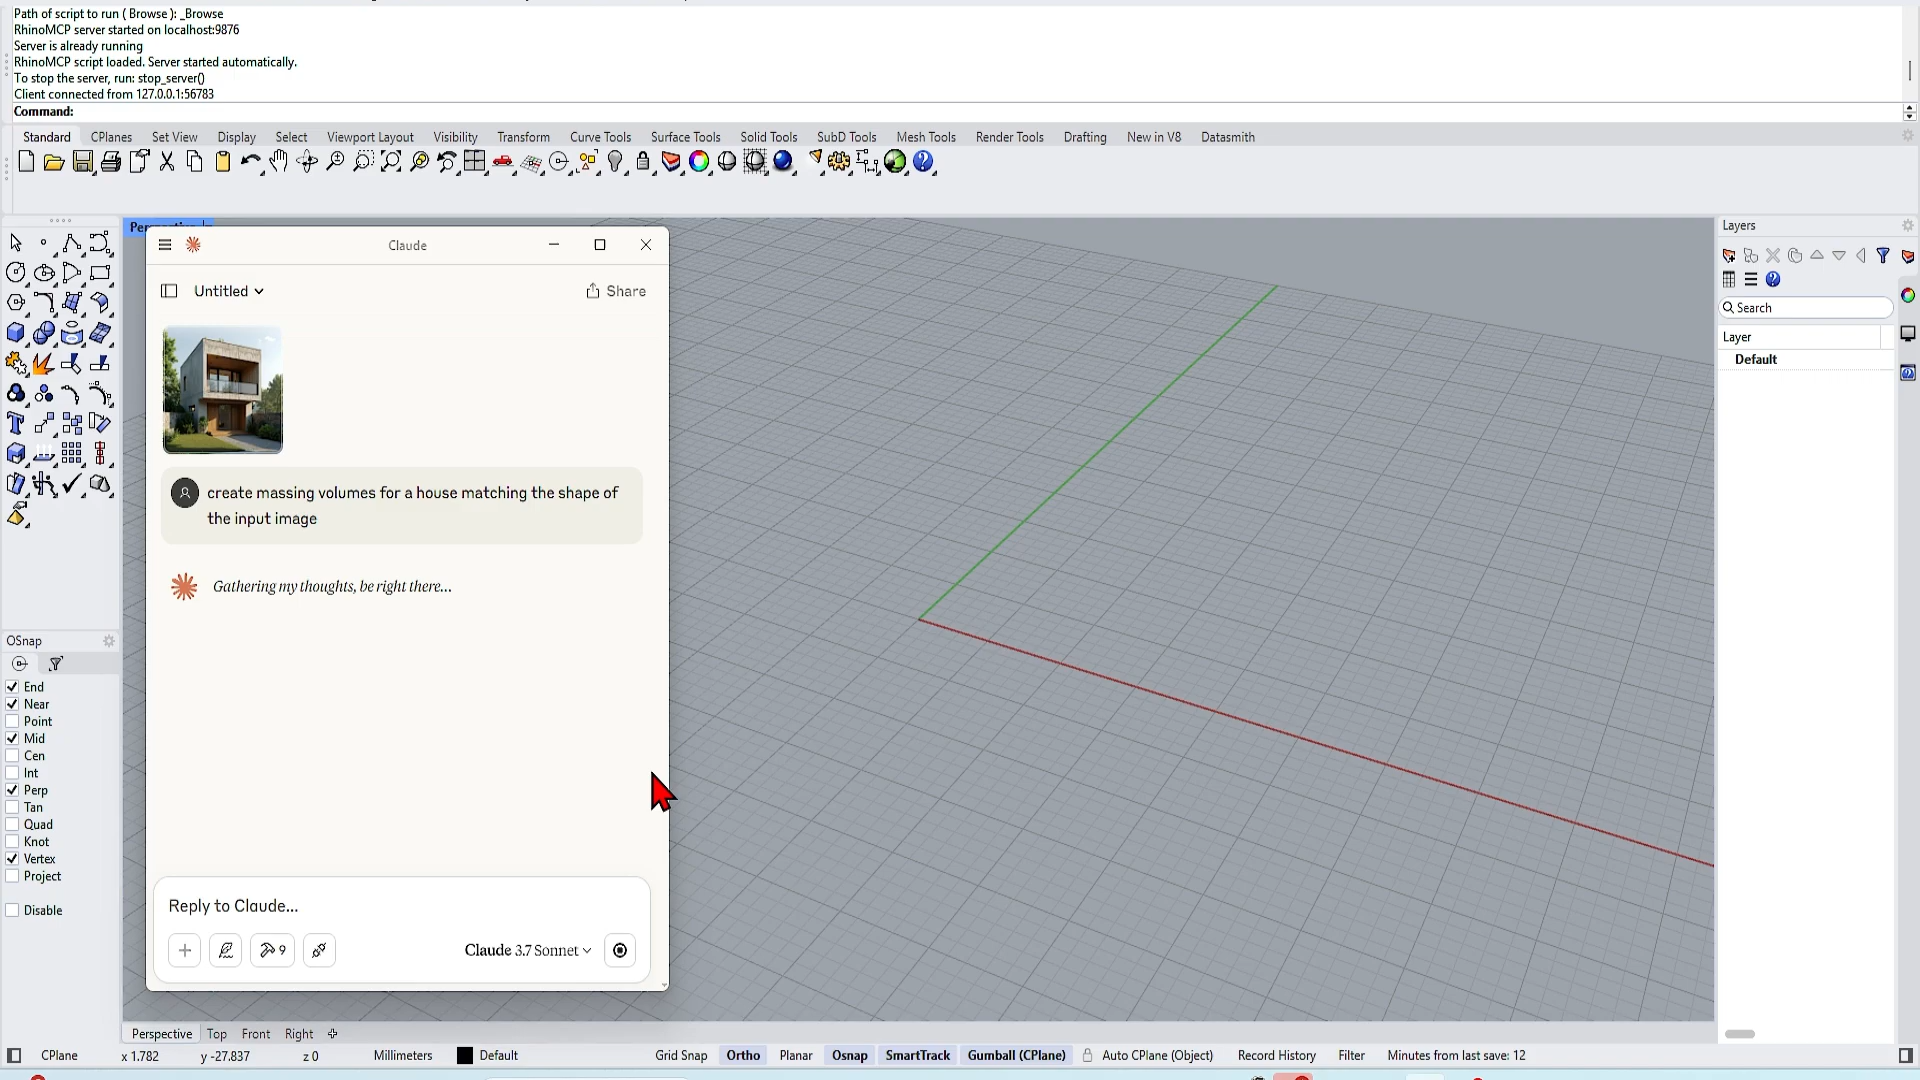 Path of script to run ( Browse ): _Browse
RhinoMCP server started on localhost:9876
Server is already running
RhinoMCP script loaded. Server started automatically.
To stop the server, run: stop_server()
Client connected from 127.0.0.1:56783
Command:
Standard CPlanes Set View Display Select Viewport Layout Visibility Transform Curve Tools Surface Tools Solid Tools SubD Tools Mesh Tools Render Tools Drafting New in V8 Datasmith
Claude
Untitled
Share
create massing volumes for a house matching the shape of
the input image
Gathering my thoughts, be right there...
Reply to Claude...
9
Claude 3.7 Sonnet
Layers
Search
Layer
Default
OSnap
End
Near
Point
Mid
Cen
Int
Perp
Tan
Quad
Knot
Vertex
Project
Disable
Perspective Top Front Right
CPlane x 1.782 y -27.837 z 0 Millimeters Default Grid Snap Ortho Planar Osnap SmartTrack Gumball (CPlane) Auto CPlane (Object) Record History Filter Minutes from last save: 12